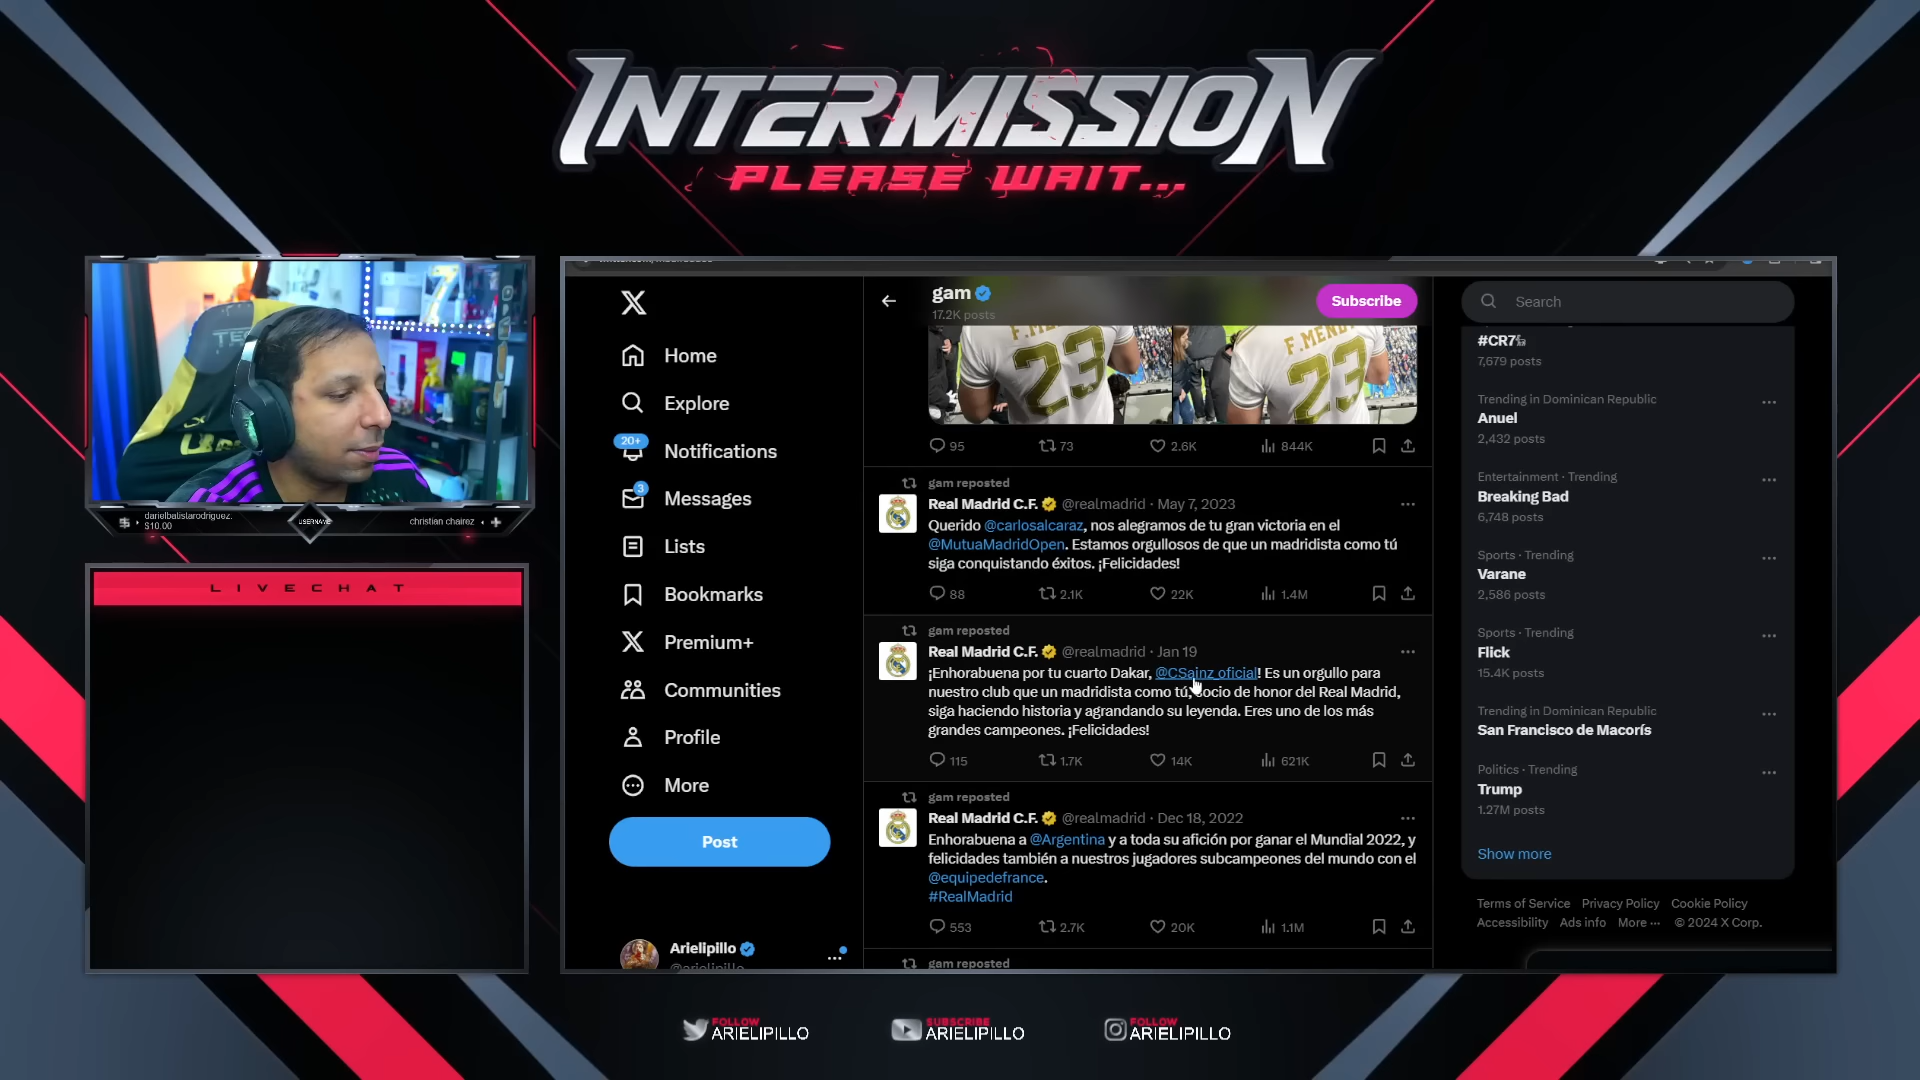 INTERMISSION
PLEASE WAIT...
darielbatistarodriguez:
$10.00
USERNAME
christian chairez
LIVECHAT
Home
Explore
20+
Notifications
3
Messages
Lists
Bookmarks
Premium+
Communities
Profile
More
Post
Arielipillo
@arielipillo
gam
17.2K posts
Subscribe
F.MENDY
23
F.MENDY
23
95
73
2.6K
844K
gam reposted
Real Madrid C.F. @realmadrid · May 7, 2023
Querido @carlosalcaraz, nos alegramos de tu gran victoria en el
@MutuaMadridOpen. Estamos orgullosos de que un madridista como tú
siga conquistando éxitos. ¡Felicidades!
88
2.1K
22K
1.4M
gam reposted
Real Madrid C.F. @realmadrid · Jan 19
¡Enhorabuena por tu cuarto Dakar, @CSainz_oficial! Es un orgullo para
nuestro club que un madridista como tú, socio de honor del Real Madrid,
siga haciendo historia y agrandando su leyenda. Eres uno de los más
grandes campeones. ¡Felicidades!
115
1.7K
14K
621K
gam reposted
Real Madrid C.F. @realmadrid · Dec 18, 2022
Enhorabuena a @Argentina y a toda su afición por ganar el Mundial 2022, y
felicidades también a nuestros jugadores subcampeones del mundo con el
@equipedefrance.
#RealMadrid
553
2.7K
20K
1.1M
gam reposted
Search
#CR7
7,679 posts
Trending in Dominican Republic
Anuel
2,432 posts
Entertainment · Trending
Breaking Bad
6,748 posts
Sports · Trending
Varane
2,586 posts
Sports · Trending
Flick
15.4K posts
Trending in Dominican Republic
San Francisco de Macorís
Politics · Trending
Trump
1.27M posts
Show more
Terms of Service Privacy Policy Cookie Policy
Accessibility Ads info More ··· © 2024 X Corp.
FOLLOW
ARIELIPILLO
SUBSCRIBE
ARIELIPILLO
FOLLOW
ARIELIPILLO